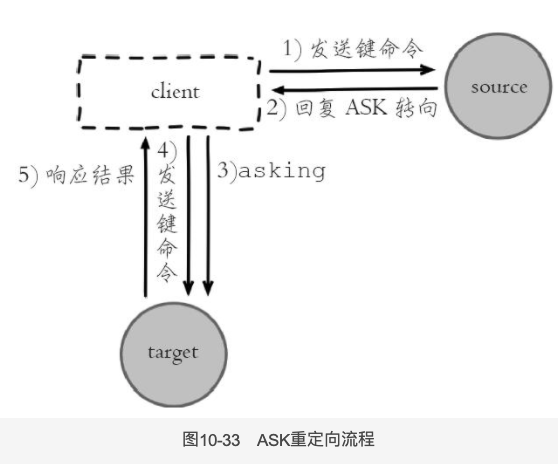 1) 发送键命令
client
source
2) 回复 ASK 转向
5) 响应结果
4)
发
送
键
命
令
3)asking
target
图10-33 ASK重定向流程